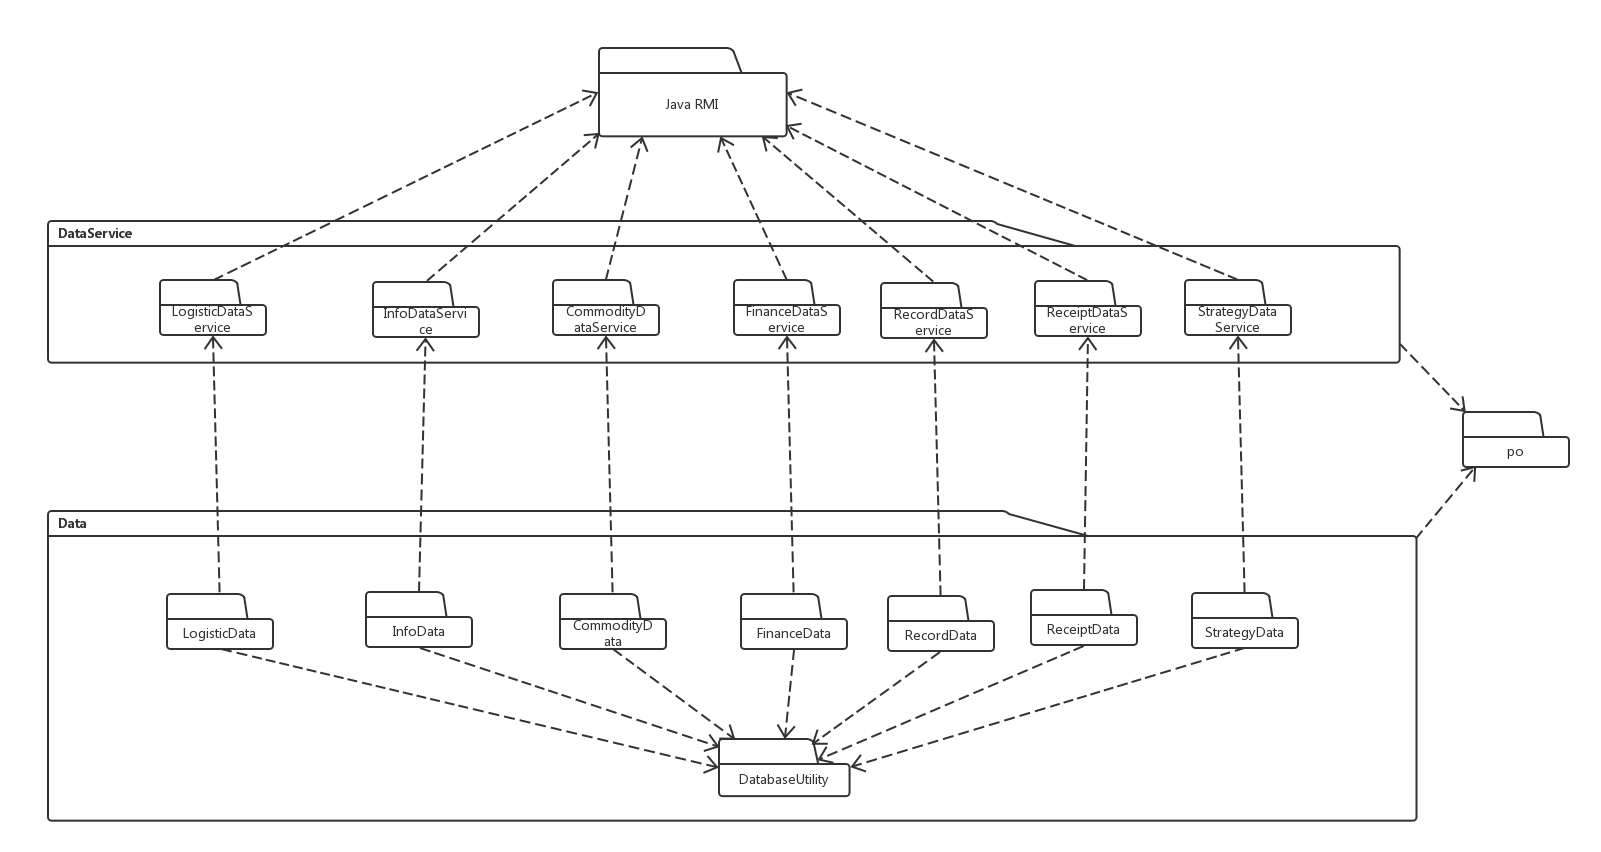 Java RMI
DataService
LogisticDataS
ervice
InfoDataServi
ce
CommodityD
ataService
FinanceDataS
ervice
RecordDataS
ervice
ReceiptDataS
ervice
StrategyData
Service
po
Data
LogisticData
InfoData
CommodityD
ata
FinanceData
RecordData
ReceiptData
StrategyData
DatabaseUtility